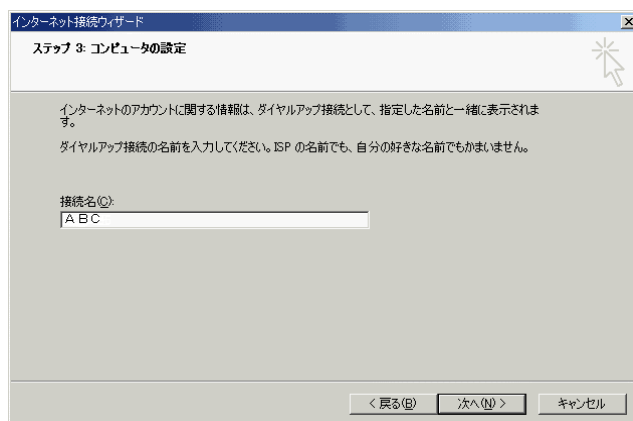 インターネット接続ウィザード
ステップ 3: コンピュータの設定
インターネットのアカウントに関する情報は、ダイヤルアップ接続として、指定した名前と一緒に表示されま
す。
ダイヤルアップ接続の名前を入力してください。ISP の名前でも、自分の好きな名前でもかまいません。
接続名(C):
ＡＢＣ
< 戻る(B) 次へ(N) > キャンセル